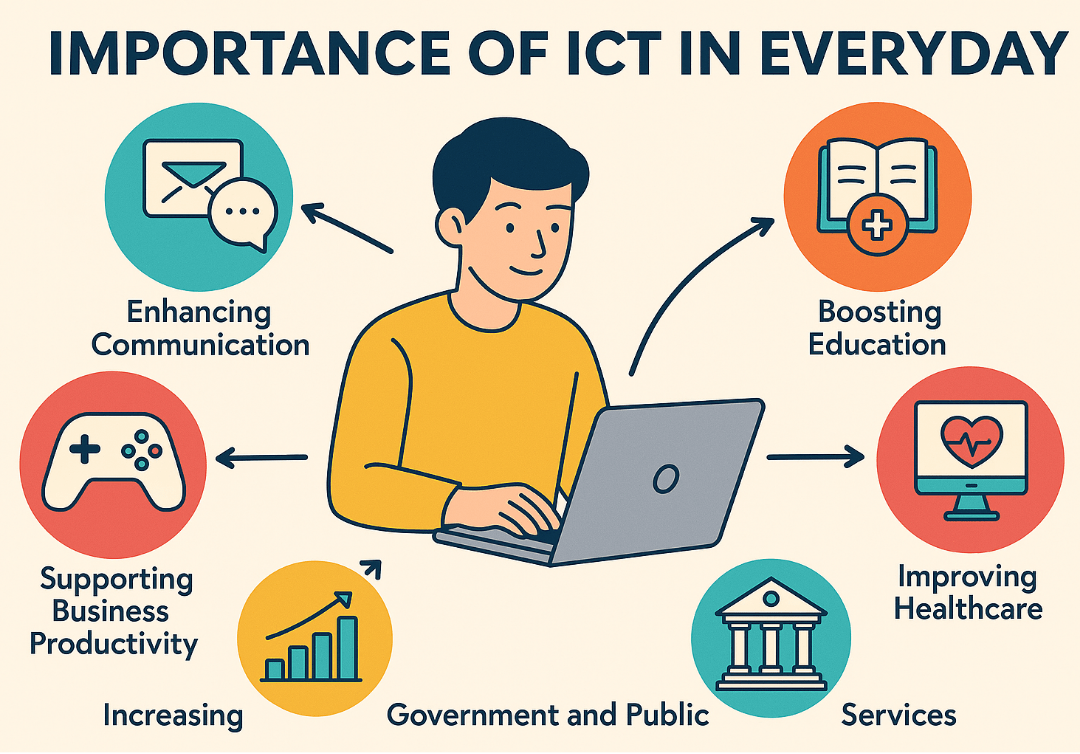 IMPORTANCE OF ICT IN EVERYDAY
Enhancing
Communication
Boosting
Education
Supporting
Business
Productivity
Improving
Healthcare
Increasing
Government and Public
Services